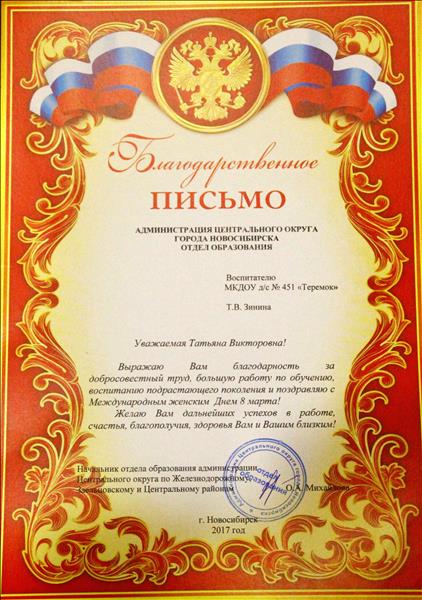 Благодарственное
ПИСЬМО
АДМИНИСТРАЦИЯ ЦЕНТРАЛЬНОГО ОКРУГА
ГОРОДА НОВОСИБИРСКА
ОТДЕЛ ОБРАЗОВАНИЯ
Воспитателю
МКДОУ д/с № 451 «Теремок»
Т.В. Зинина
Уважаемая Татьяна Викторовна!
Выражаю Вам благодарность за
добросовестный труд, большую работу по обучению,
воспитанию подрастающего поколения и поздравляю с
Международным женским Днем 8 марта!
Желаю Вам дальнейших успехов в работе,
счастья, благополучия, здоровья Вам и Вашим близким!
Начальник отдела образования администрации
Центрального округа по Железнодорожному,
Заельцовскому и Центральному районам О.А. Михайлова
отдел
образования
г. Новосибирск
2017 год